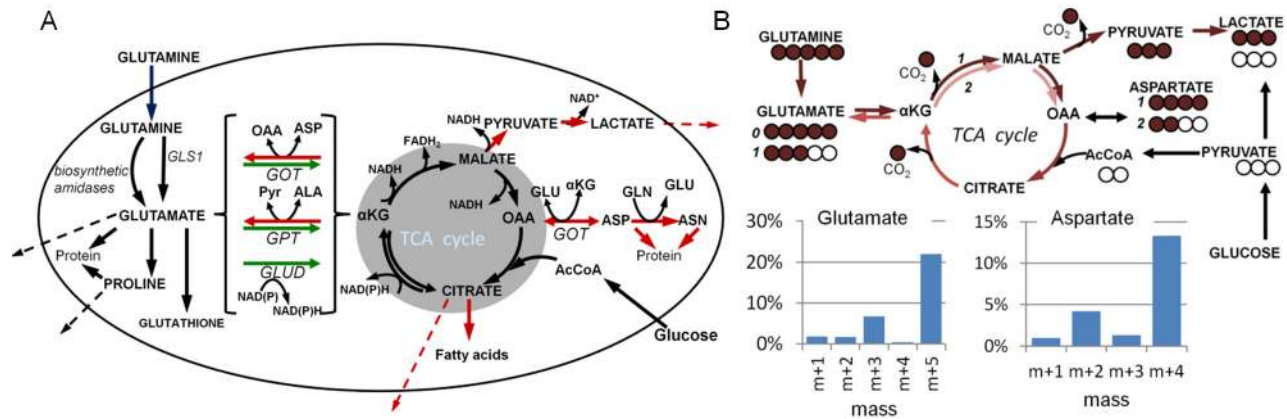 A
GLUTAMINE
GLUTAMINE
biosynthetic
amidases
GLS1
GLUTAMATE
Protein
PROLINE
GLUTATHIONE
OAA ASP
GOT
Pyr ALA
GPT
GLUD
NAD(P)
NAD(P)H
αKG
NADH
FADH2
MALATE
NADH
PYRUVATE
NAD+
LACTATE
NADH
OAA
TCA cycle
NAD(P)H
CITRATE
Fatty acids
AcCoA
Glucose
GLU αKG
GOT
ASP
GLN GLU
ASN
Protein
B
GLUTAMINE
GLUTAMATE
0
1
CO2
1
2
αKG
MALATE
CO2
PYRUVATE
LACTATE
OAA
ASPARTATE
1
2
TCA cycle
CO2
CITRATE
AcCoA
PYRUVATE
GLUCOSE
Glutamate
30%
20%
10%
0%
m+1
m+2
m+3
m+4
m+5
mass
Aspartate
15%
10%
5%
0%
m+1 m+2 m+3 m+4
mass